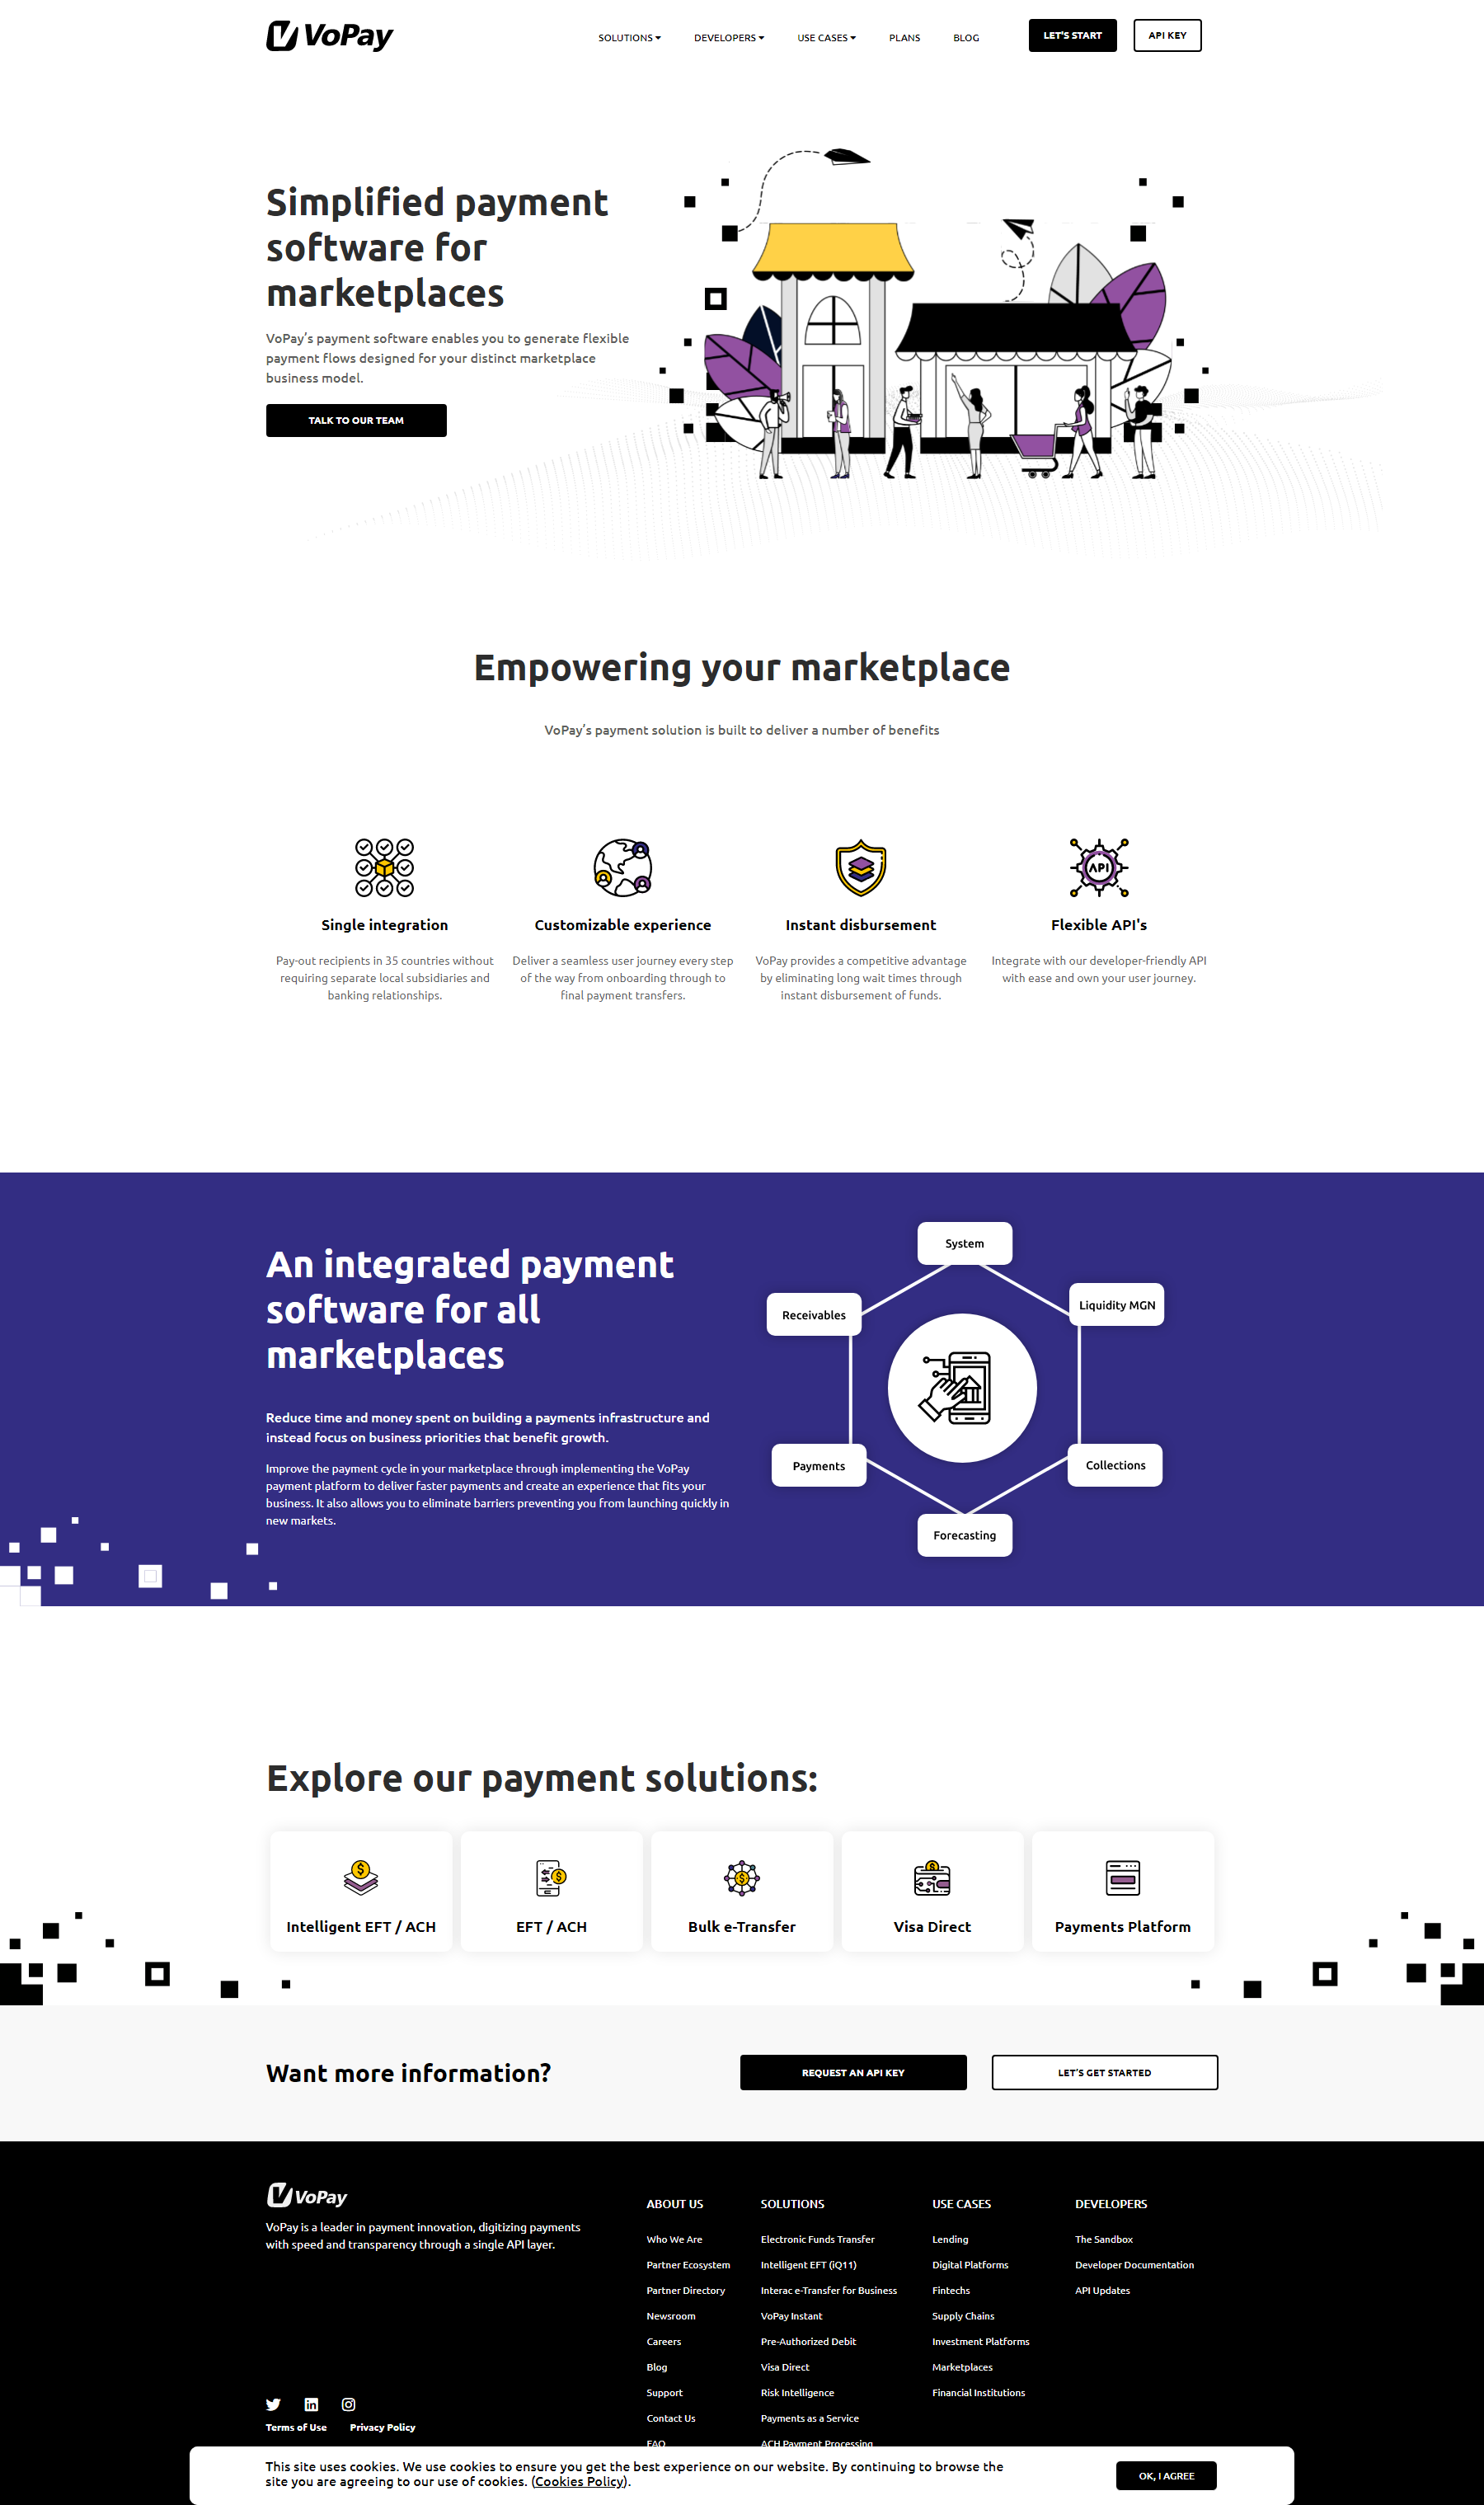 VoPay
SOLUTIONS
DEVELOPERS
USE CASES
PLANS
BLOG
LET'S START
API KEY
Simplified payment
software for
marketplaces
VoPay’s payment software enables you to generate flexible
payment flows designed for your distinct marketplace
business model.
TALK TO OUR TEAM
Empowering your marketplace
VoPay’s payment solution is built to deliver a number of benefits
Single integration
Pay-out recipients in 35 countries without
requiring separate local subsidiaries and
banking relationships.
Customizable experience
Deliver a seamless user journey every step
of the way from onboarding through to
final payment transfers.
Instant disbursement
VoPay provides a competitive advantage
by eliminating long wait times through
instant disbursement of funds.
API
Flexible API's
Integrate with our developer-friendly API
with ease and own your user journey.
An integrated payment
software for all
marketplaces
Reduce time and money spent on building a payments infrastructure and
instead focus on business priorities that benefit growth.
Improve the payment cycle in your marketplace through implementing the VoPay
payment platform to deliver faster payments and create an experience that fits your
business. It also allows you to eliminate barriers preventing you from launching quickly in
new markets.
System
Liquidity MGN
Receivables
Payments
Collections
Forecasting
Explore our payment solutions:
Intelligent EFT / ACH
EFT / ACH
Bulk e-Transfer
Visa Direct
Payments Platform
Want more information?
REQUEST AN API KEY
LET’S GET STARTED
VoPay
VoPay is a leader in payment innovation, digitizing payments
with speed and transparency through a single API layer.
Terms of Use
Privacy Policy
ABOUT US
Who We Are
Partner Ecosystem
Partner Directory
Newsroom
Careers
Blog
Support
Contact Us
FAQ
SOLUTIONS
Electronic Funds Transfer
Intelligent EFT (iQ11)
Interac e-Transfer for Business
VoPay Instant
Pre-Authorized Debit
Visa Direct
Risk Intelligence
Payments as a Service
ACH Payment Processing
USE CASES
Lending
Digital Platforms
Fintechs
Supply Chains
Investment Platforms
Marketplaces
Financial Institutions
DEVELOPERS
The Sandbox
Developer Documentation
API Updates
This site uses cookies. We use cookies to ensure you get the best experience on our website. By continuing to browse the
site you are agreeing to our use of cookies. (Cookies Policy).
OK, I AGREE